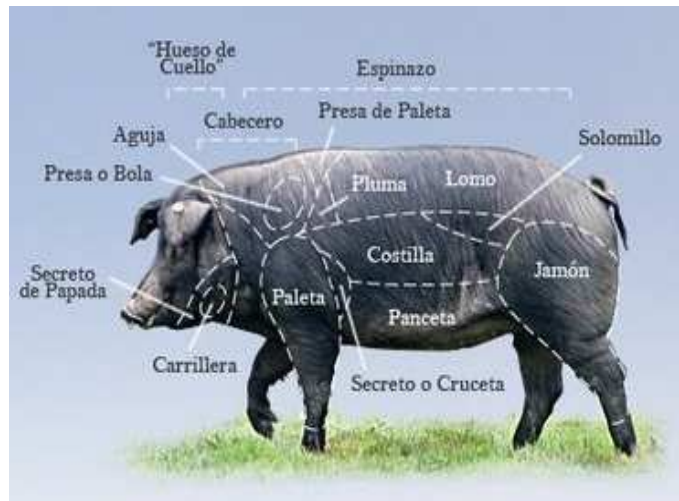 "Hueso de
Cuello"
Espinazo
Cabecero
Presa de Paleta
Aguja
Solomillo
Presa o Bola
Pluma
Lomo
Costilla
Jamón
Secreto
de Papada
Paleta
Panceta
Carrillera
Secreto o Cruceta